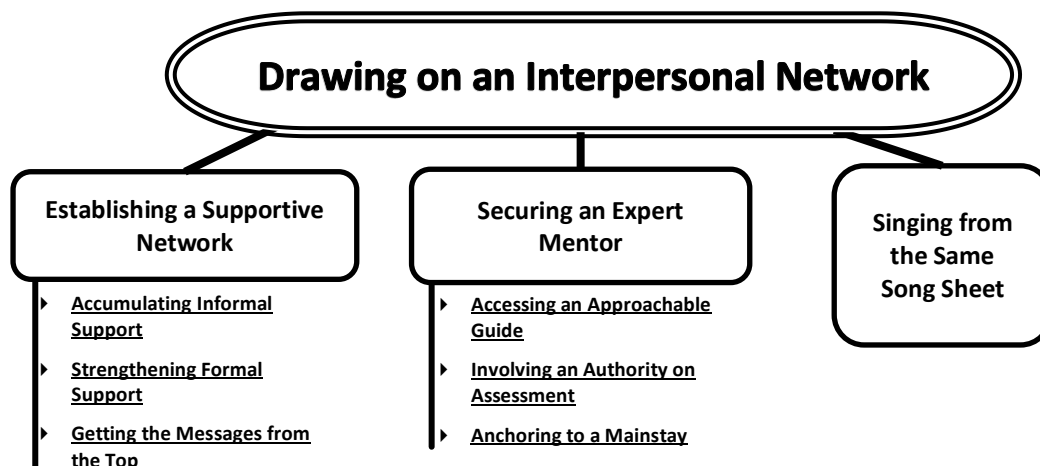 Drawing on an Interpersonal Network
Establishing a Supportive
Network
Accumulating Informal
Support
Strengthening Formal
Support
Getting the Messages from
the Top
Securing an Expert
Mentor
Accessing an Approachable
Guide
Involving an Authority on
Assessment
Anchoring to a Mainstay
Singing from
the Same
Song Sheet